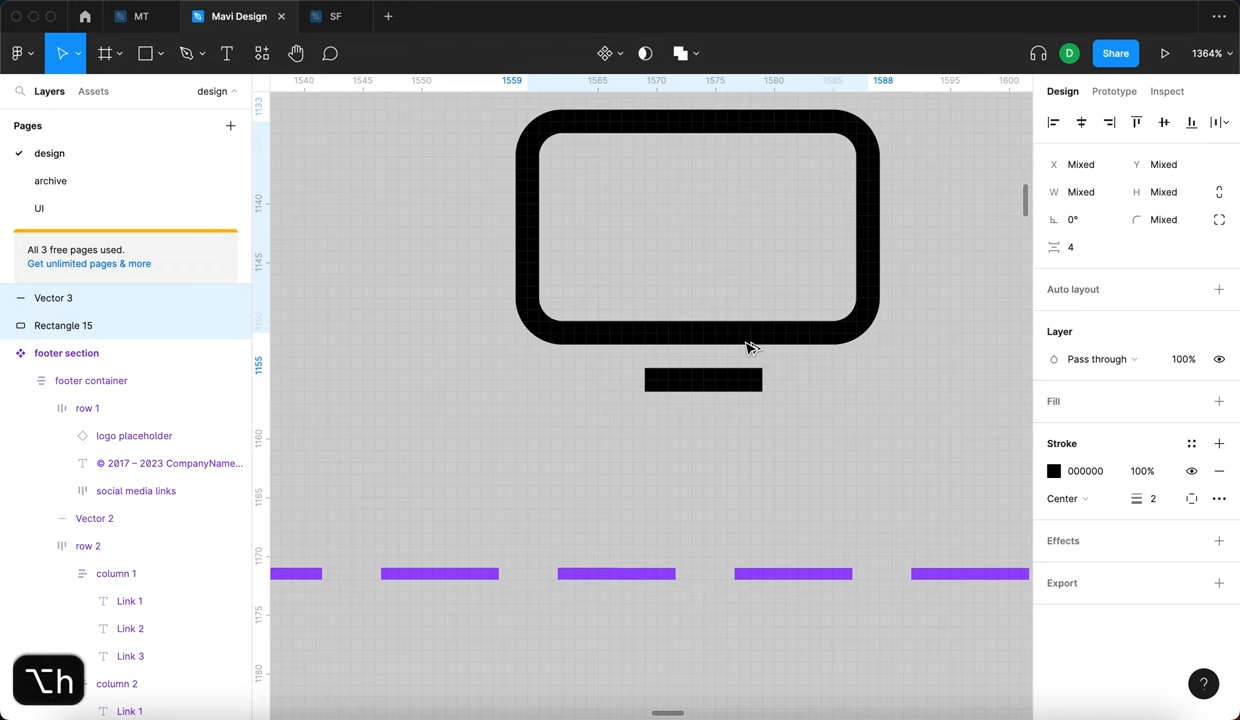 MT
Mavi Design
SF
Share
1364%
Layers
Assets
design
Pages
design
archive
UI
All 3 free pages used.
Get unlimited pages & more
Vector 3
Rectangle 15
footer section
footer container
row 1
logo placeholder
© 2017 – 2023 CompanyName...
social media links
Vector 2
row 2
column 1
Link 1
Link 2
Link 3
column 2
Link 1
⌥h
1540
1545
1550
1559
1565
1570
1575
1580
1585
1588
1595
1600
1133
1140
1145
1150
1155
1160
1165
1170
1175
1180
Design
Prototype
Inspect
X Mixed
Y Mixed
W Mixed
H Mixed
0°
Mixed
4
Auto layout
Layer
Pass through
100%
Fill
Stroke
000000
100%
Center
2
Effects
Export
D
?